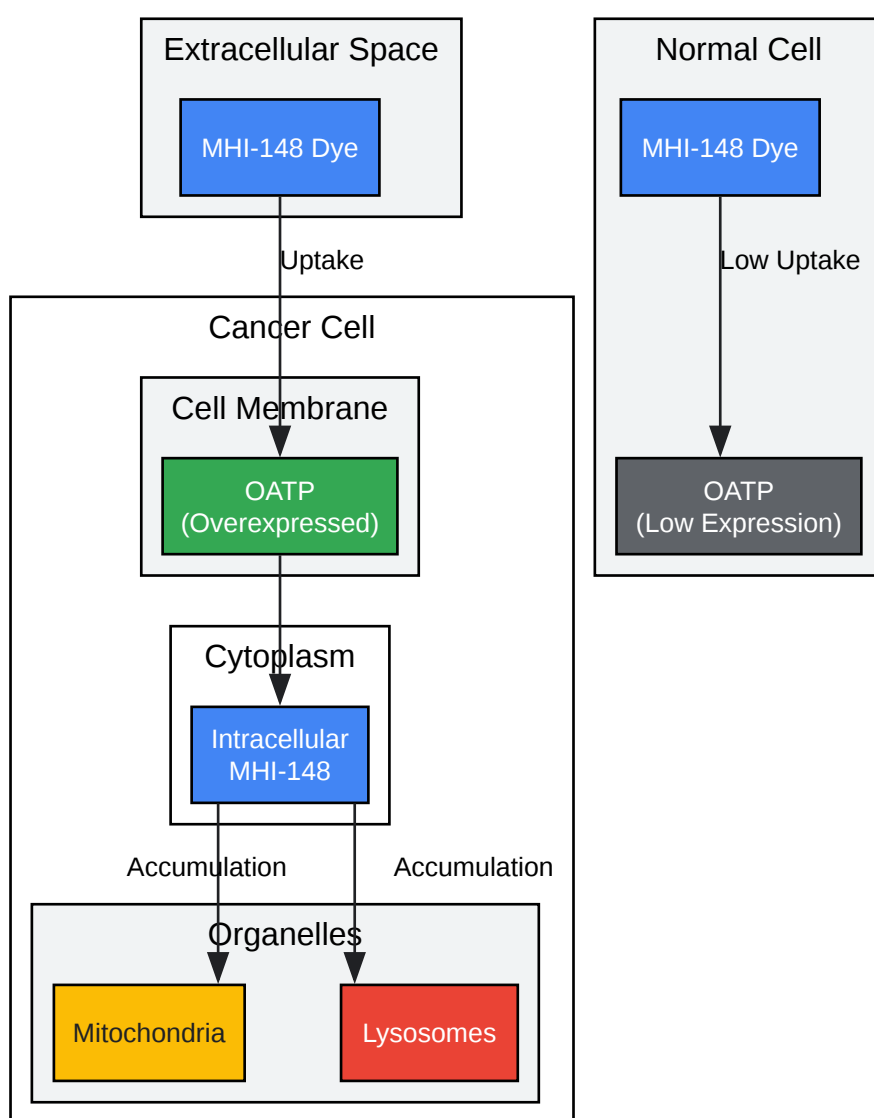 Extracellular Space
MHI-148 Dye
Uptake
Cancer Cell
Cell Membrane
OATP
(Overexpressed)
Cytoplasm
Intracellular
MHI-148
Accumulation
Accumulation
Organelles
Mitochondria
Lysosomes
Normal Cell
MHI-148 Dye
Low Uptake
OATP
(Low Expression)